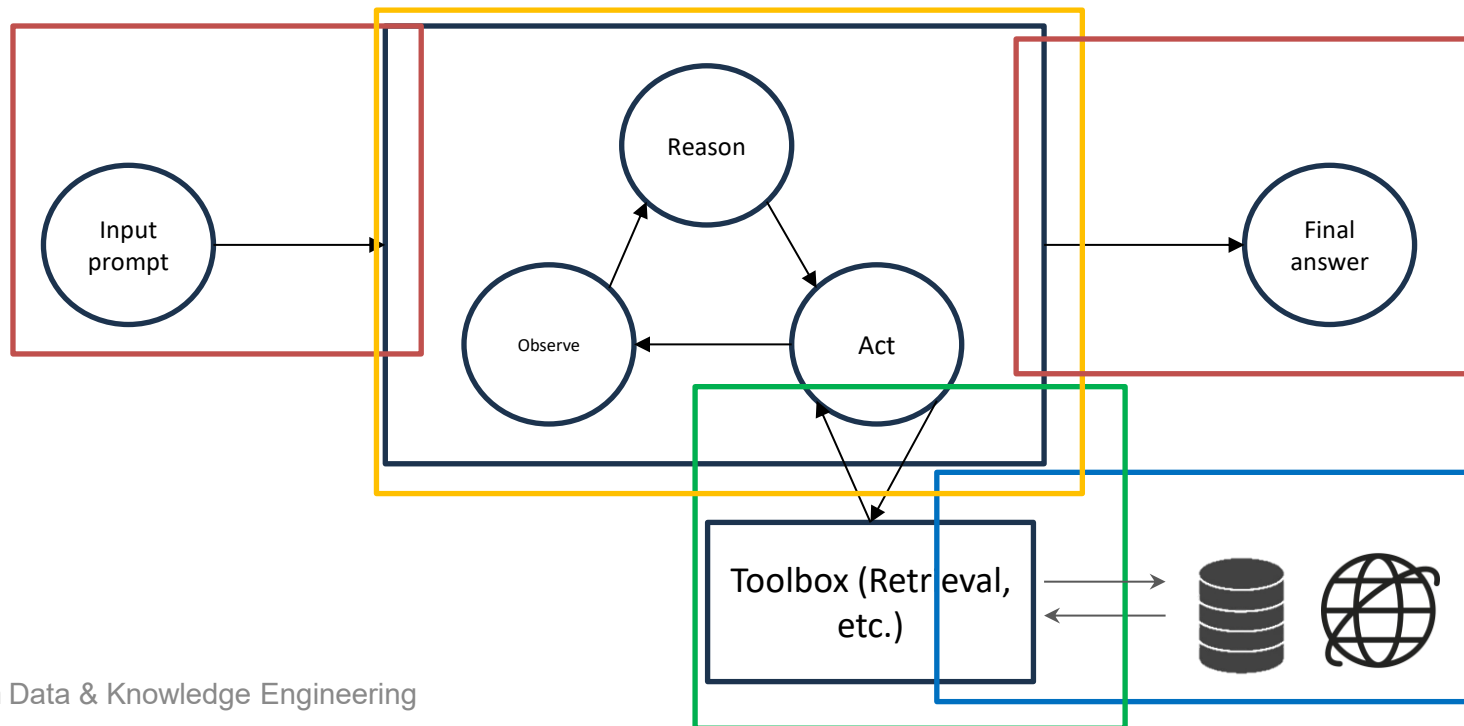 Reason
Input
prompt
Final
answer
Observe
Act
Toolbox (Retrieval,
etc.)
Data & Knowledge Engineering